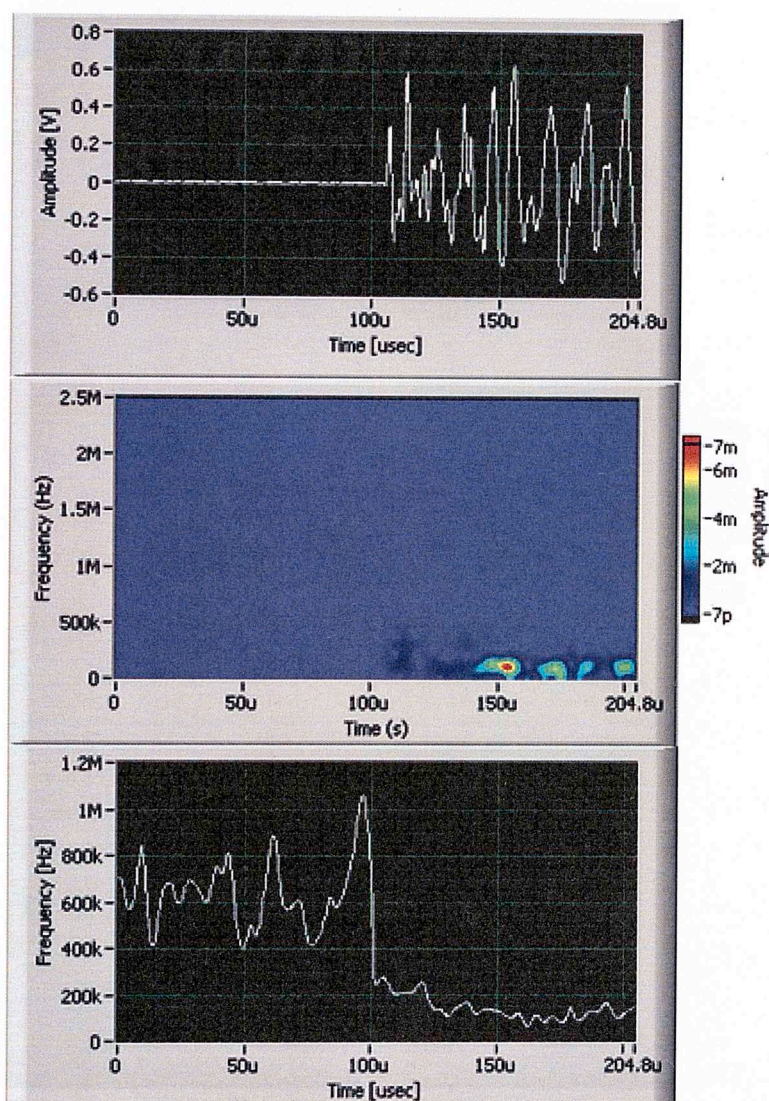 Amplitude [V]
0.8
0.6
0.4
0.2
0
-0.2
-0.4
-0.6
0 50u 100u 150u 204.8u
Time [usec]
Frequency (Hz)
2.5M
2M
1.5M
1M
500k
0
0 50u 100u 150u 204.8u
Time (s)
-7m
-6m
-4m
-2m
-7p
Amplitude
Frequency [Hz]
1.2M
1M
800k
600k
400k
200k
0
0 50u 100u 150u 204.8u
Time [usec]